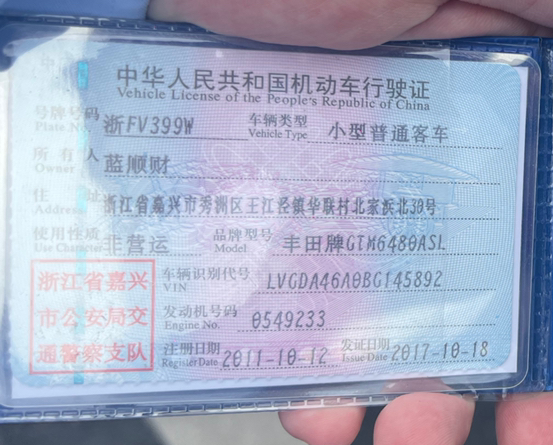 中华人民共和国机动车行驶证
Vehicle License of the People's Republic of China
号牌号码 浙FV399W 车辆类型 小型普通客车
Plate No. Vehicle Type
所有人 蓝顺财
Owner
住址 浙江省嘉兴市秀洲区王江泾镇华联村北家浜北30号
Address
使用性质 非营运 品牌型号 丰田牌GTM6480ASL
Use Character Model
浙江省嘉兴
市公安局交
通警察支队
车辆识别代号 LVGDA46A0BG145892
VIN
发动机号码 0549233
Engine No.
注册日期 2011-10-12 发证日期 2017-10-18
Register Date Issue Date